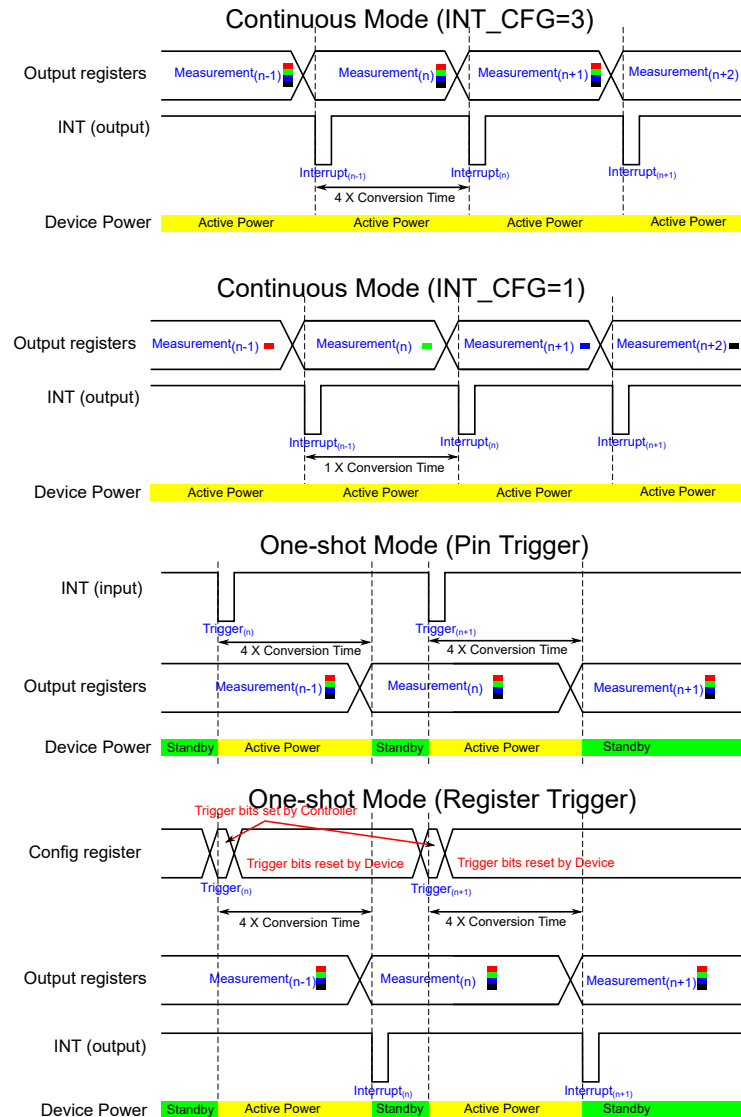 Continuous Mode (INT_CFG=3)
Output registers
Measurement(n-1)
Measurement(n)
Measurement(n+1)
Measurement(n+2)
INT (output)
Interrupt(n-1)
Interrupt(n)
Interrupt(n+1)
4 X Conversion Time
Device Power
Active Power
Active Power
Active Power
Active Power
Continuous Mode (INT_CFG=1)
Output registers
Measurement(n-1)
Measurement(n)
Measurement(n+1)
Measurement(n+2)
INT (output)
Interrupt(n-1)
Interrupt(n)
Interrupt(n+1)
1 X Conversion Time
Device Power
Active Power
Active Power
Active Power
Active Power
One-shot Mode (Pin Trigger)
INT (input)
Trigger(n)
Trigger(n+1)
4 X Conversion Time
4 X Conversion Time
Output registers
Measurement(n-1)
Measurement(n)
Measurement(n+1)
Device Power
Standby
Active Power
Standby
Active Power
Standby
One-shot Mode (Register Trigger)
Trigger bits set by Controller
Config register
Trigger bits reset by Device
Trigger bits reset by Device
Trigger(n)
Trigger(n+1)
4 X Conversion Time
4 X Conversion Time
Output registers
Measurement(n-1)
Measurement(n)
Measurement(n+1)
INT (output)
Interrupt(n)
Interrupt(n+1)
Device Power
Standby
Active Power
Standby
Active Power
Standby